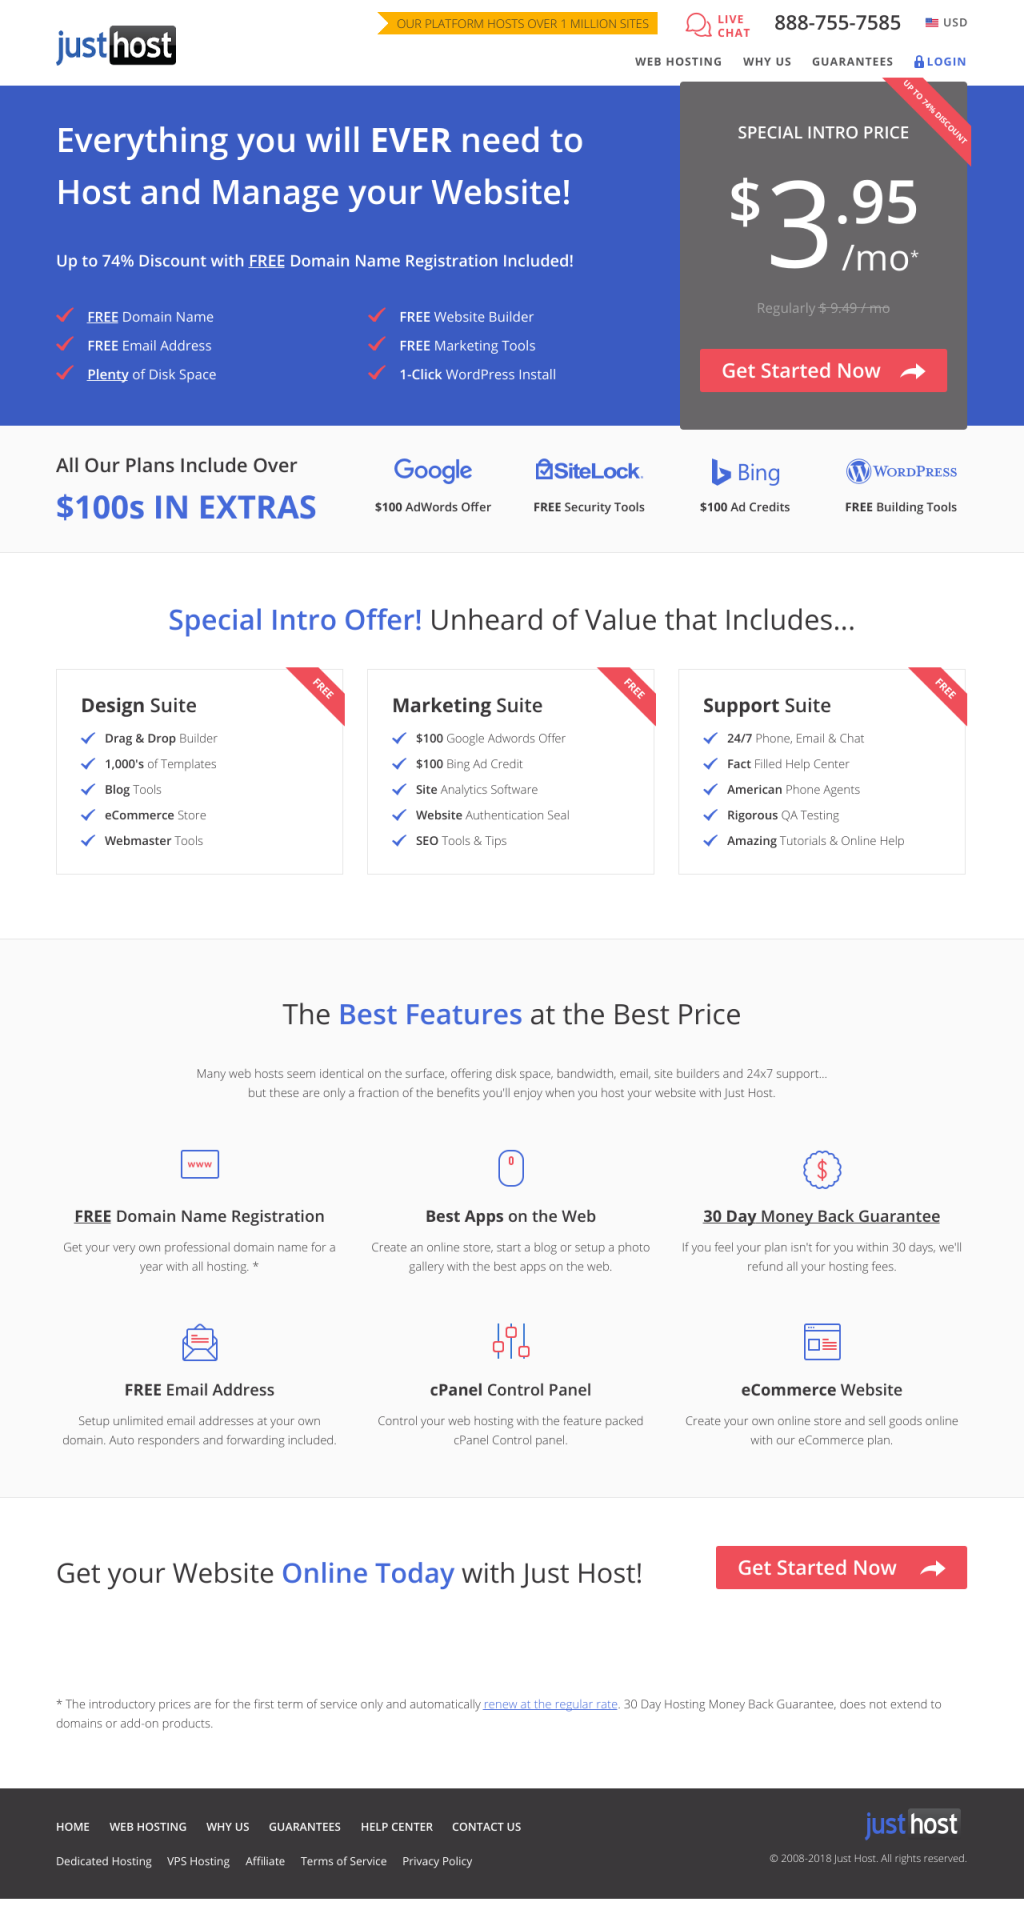 justhost
OUR PLATFORM HOSTS OVER 1 MILLION SITES
LIVE
CHAT
888-755-7585
USD
WEB HOSTING WHY US GUARANTEES LOGIN
Everything you will EVER need to
Host and Manage your Website!
Up to 74% Discount with FREE Domain Name Registration Included!
FREE Domain Name
FREE Website Builder
FREE Email Address
FREE Marketing Tools
Plenty of Disk Space
1-Click WordPress Install
UP TO 74% DISCOUNT
SPECIAL INTRO PRICE
$3.95
/mo*
Regularly $ 9.49 / mo
Get Started Now
All Our Plans Include Over
$100s IN EXTRAS
Google
$100 AdWords Offer
SiteLock.
FREE Security Tools
Bing
$100 Ad Credits
WORDPRESS
FREE Building Tools
Special Intro Offer! Unheard of Value that Includes...
FREE
Design Suite
Drag & Drop Builder
1,000's of Templates
Blog Tools
eCommerce Store
Webmaster Tools
FREE
Marketing Suite
$100 Google Adwords Offer
$100 Bing Ad Credit
Site Analytics Software
Website Authentication Seal
SEO Tools & Tips
FREE
Support Suite
24/7 Phone, Email & Chat
Fact Filled Help Center
American Phone Agents
Rigorous QA Testing
Amazing Tutorials & Online Help
The Best Features at the Best Price
Many web hosts seem identical on the surface, offering disk space, bandwidth, email, site builders and 24x7 support...
but these are only a fraction of the benefits you'll enjoy when you host your website with Just Host.
www
FREE Domain Name Registration
Get your very own professional domain name for a
year with all hosting. *
Best Apps on the Web
Create an online store, start a blog or setup a photo
gallery with the best apps on the web.
$
30 Day Money Back Guarantee
If you feel your plan isn't for you within 30 days, we'll
refund all your hosting fees.
FREE Email Address
Setup unlimited email addresses at your own
domain. Auto responders and forwarding included.
cPanel Control Panel
Control your web hosting with the feature packed
cPanel Control panel.
eCommerce Website
Create your own online store and sell goods online
with our eCommerce plan.
Get your Website Online Today with Just Host!
Get Started Now
* The introductory prices are for the first term of service only and automatically renew at the regular rate. 30 Day Hosting Money Back Guarantee, does not extend to
domains or add-on products.
HOME WEB HOSTING WHY US GUARANTEES HELP CENTER CONTACT US
Dedicated Hosting VPS Hosting Affiliate Terms of Service Privacy Policy
justhost
© 2008-2018 Just Host. All rights reserved.